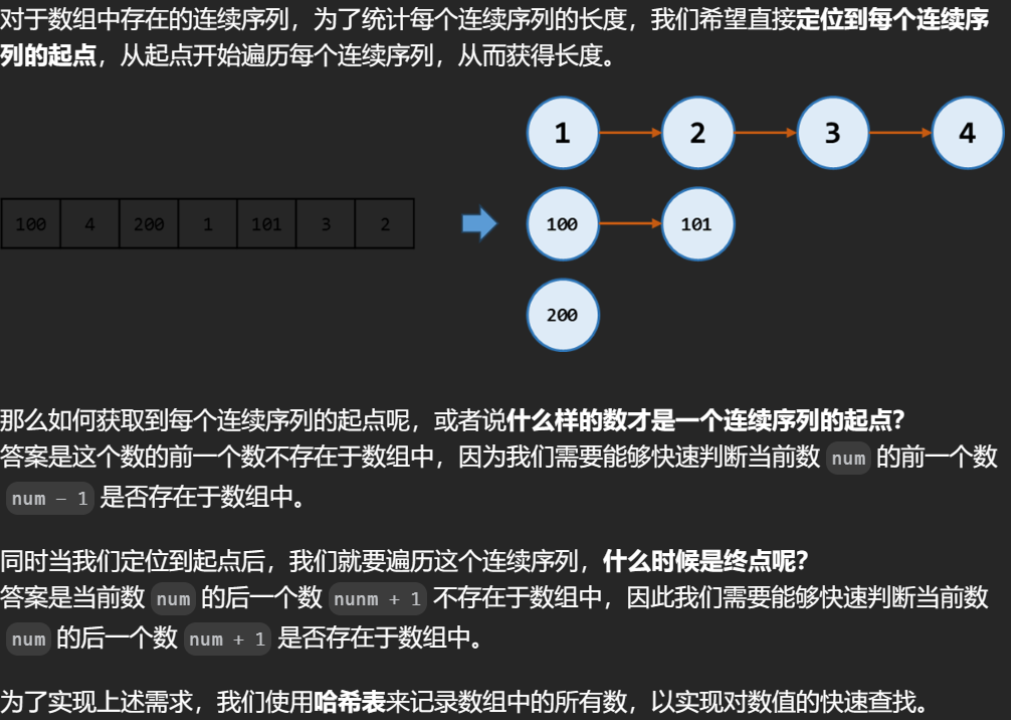 对于数组中存在的连续序列，为了统计每个连续序列的长度，我们希望直接定位到每个连续序
列的起点，从起点开始遍历每个连续序列，从而获得长度。
1 2 3 4
100 4 200 1 101 3 2
100 101
200
那么如何获取到每个连续序列的起点呢，或者说什么样的数才是一个连续序列的起点？
答案是这个数的前一个数不存在于数组中，因为我们需要能够快速判断当前数 num 的前一个数
num - 1 是否存在于数组中。
同时当我们定位到起点后，我们就要遍历这个连续序列，什么时候是终点呢？
答案是当前数 num 的后一个数 nunm + 1 不存在于数组中，因此我们需要能够快速判断当前数
num 的后一个数 num + 1 是否存在于数组中。
为了实现上述需求，我们使用哈希表来记录数组中的所有数，以实现对数值的快速查找。